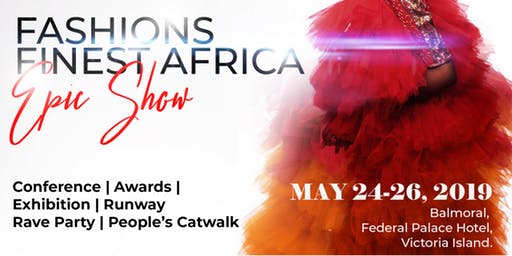 FASHIONS
FINEST AFRICA
Epic Show
Conference | Awards |
Exhibition | Runway
Rave Party | People's Catwalk
MAY 24-26, 2019
Balmoral,
Federal Palace Hotel,
Victoria Island.